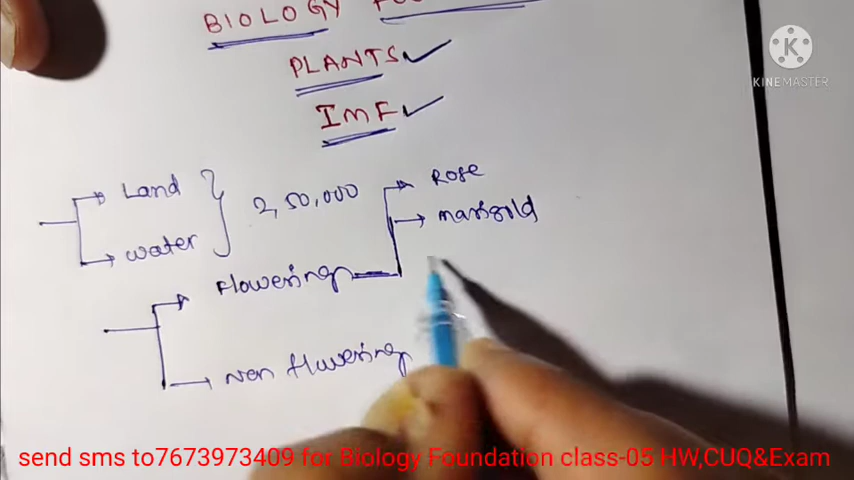 BIOLOGY
PLANTS
IMF
KINEMASTER
Land
water
2,50,000
Rose
marigold
Flowering
Non flowering
send sms to7673973409 for Biology Foundation class-05 HW,CUQ&Exam